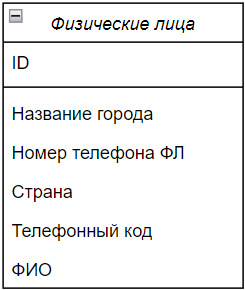 Физические лица
ID
Название города
Номер телефона ФЛ
Страна
Телефонный код
ФИО